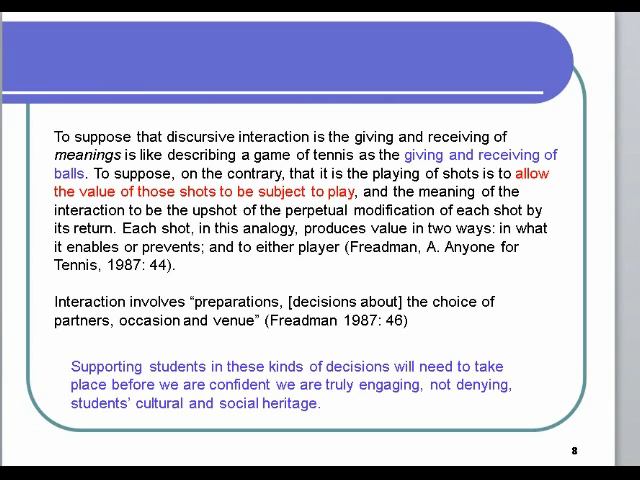 To suppose that discursive interaction is the giving and receiving of
meanings is like describing a game of tennis as the giving and receiving of
balls. To suppose, on the contrary, that it is the playing of shots is to allow
the value of those shots to be subject to play, and the meaning of the
interaction to be the upshot of the perpetual modification of each shot by
its return. Each shot, in this analogy, produces value in two ways: in what
it enables or prevents; and to either player (Freadman, A. Anyone for
Tennis, 1987: 44).
Interaction involves “preparations, [decisions about] the choice of
partners, occasion and venue” (Freadman 1987: 46)
Supporting students in these kinds of decisions will need to take
place before we are confident we are truly engaging, not denying,
students’ cultural and social heritage.
8